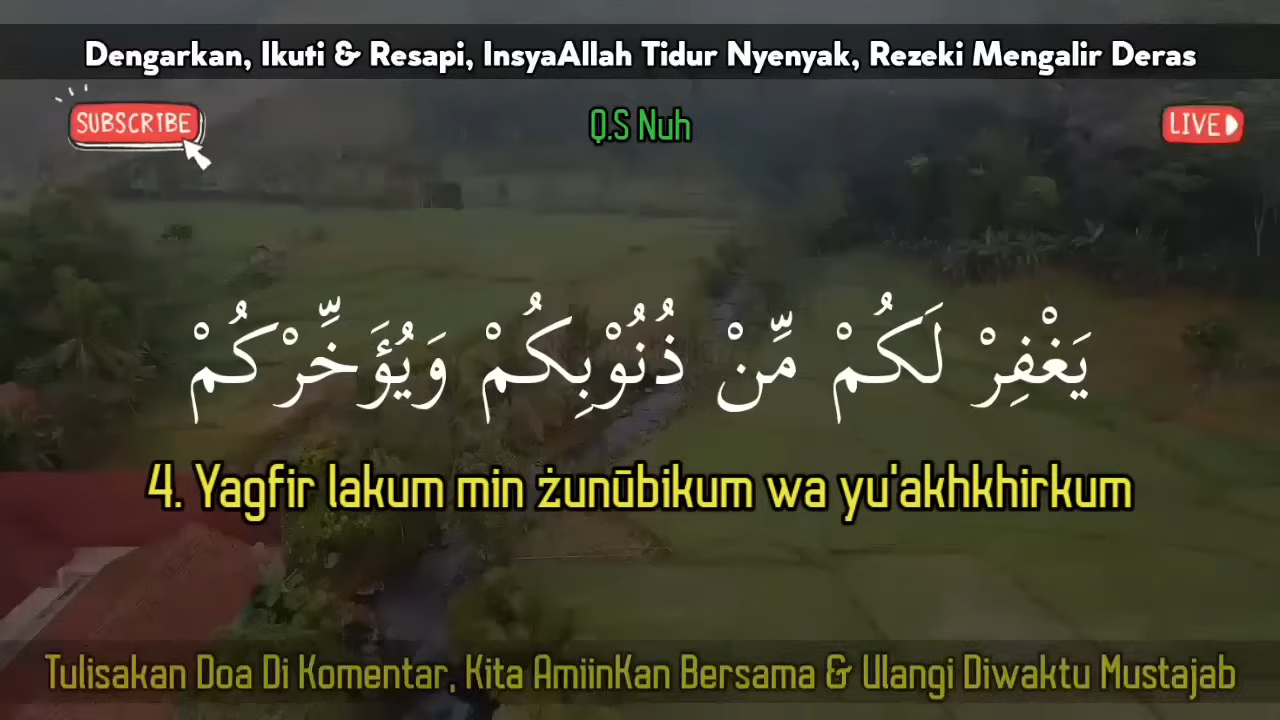 Dengarkan, Ikuti & Resapi, InsyaAllah Tidur Nyenyak, Rezeki Mengalir Deras
SUBSCRIBE
Q.S Nuh
LIVE
يَغْفِرْ لَكُمْ مِّنْ ذُنُوْبِكُمْ وَيُؤَخِّرْكُمْ
4. Yagfir lakum min żunūbikum wa yu'akhkhirkum
Tulisakan Doa Di Komentar, Kita AmiinKan Bersama & Ulangi Diwaktu Mustajab